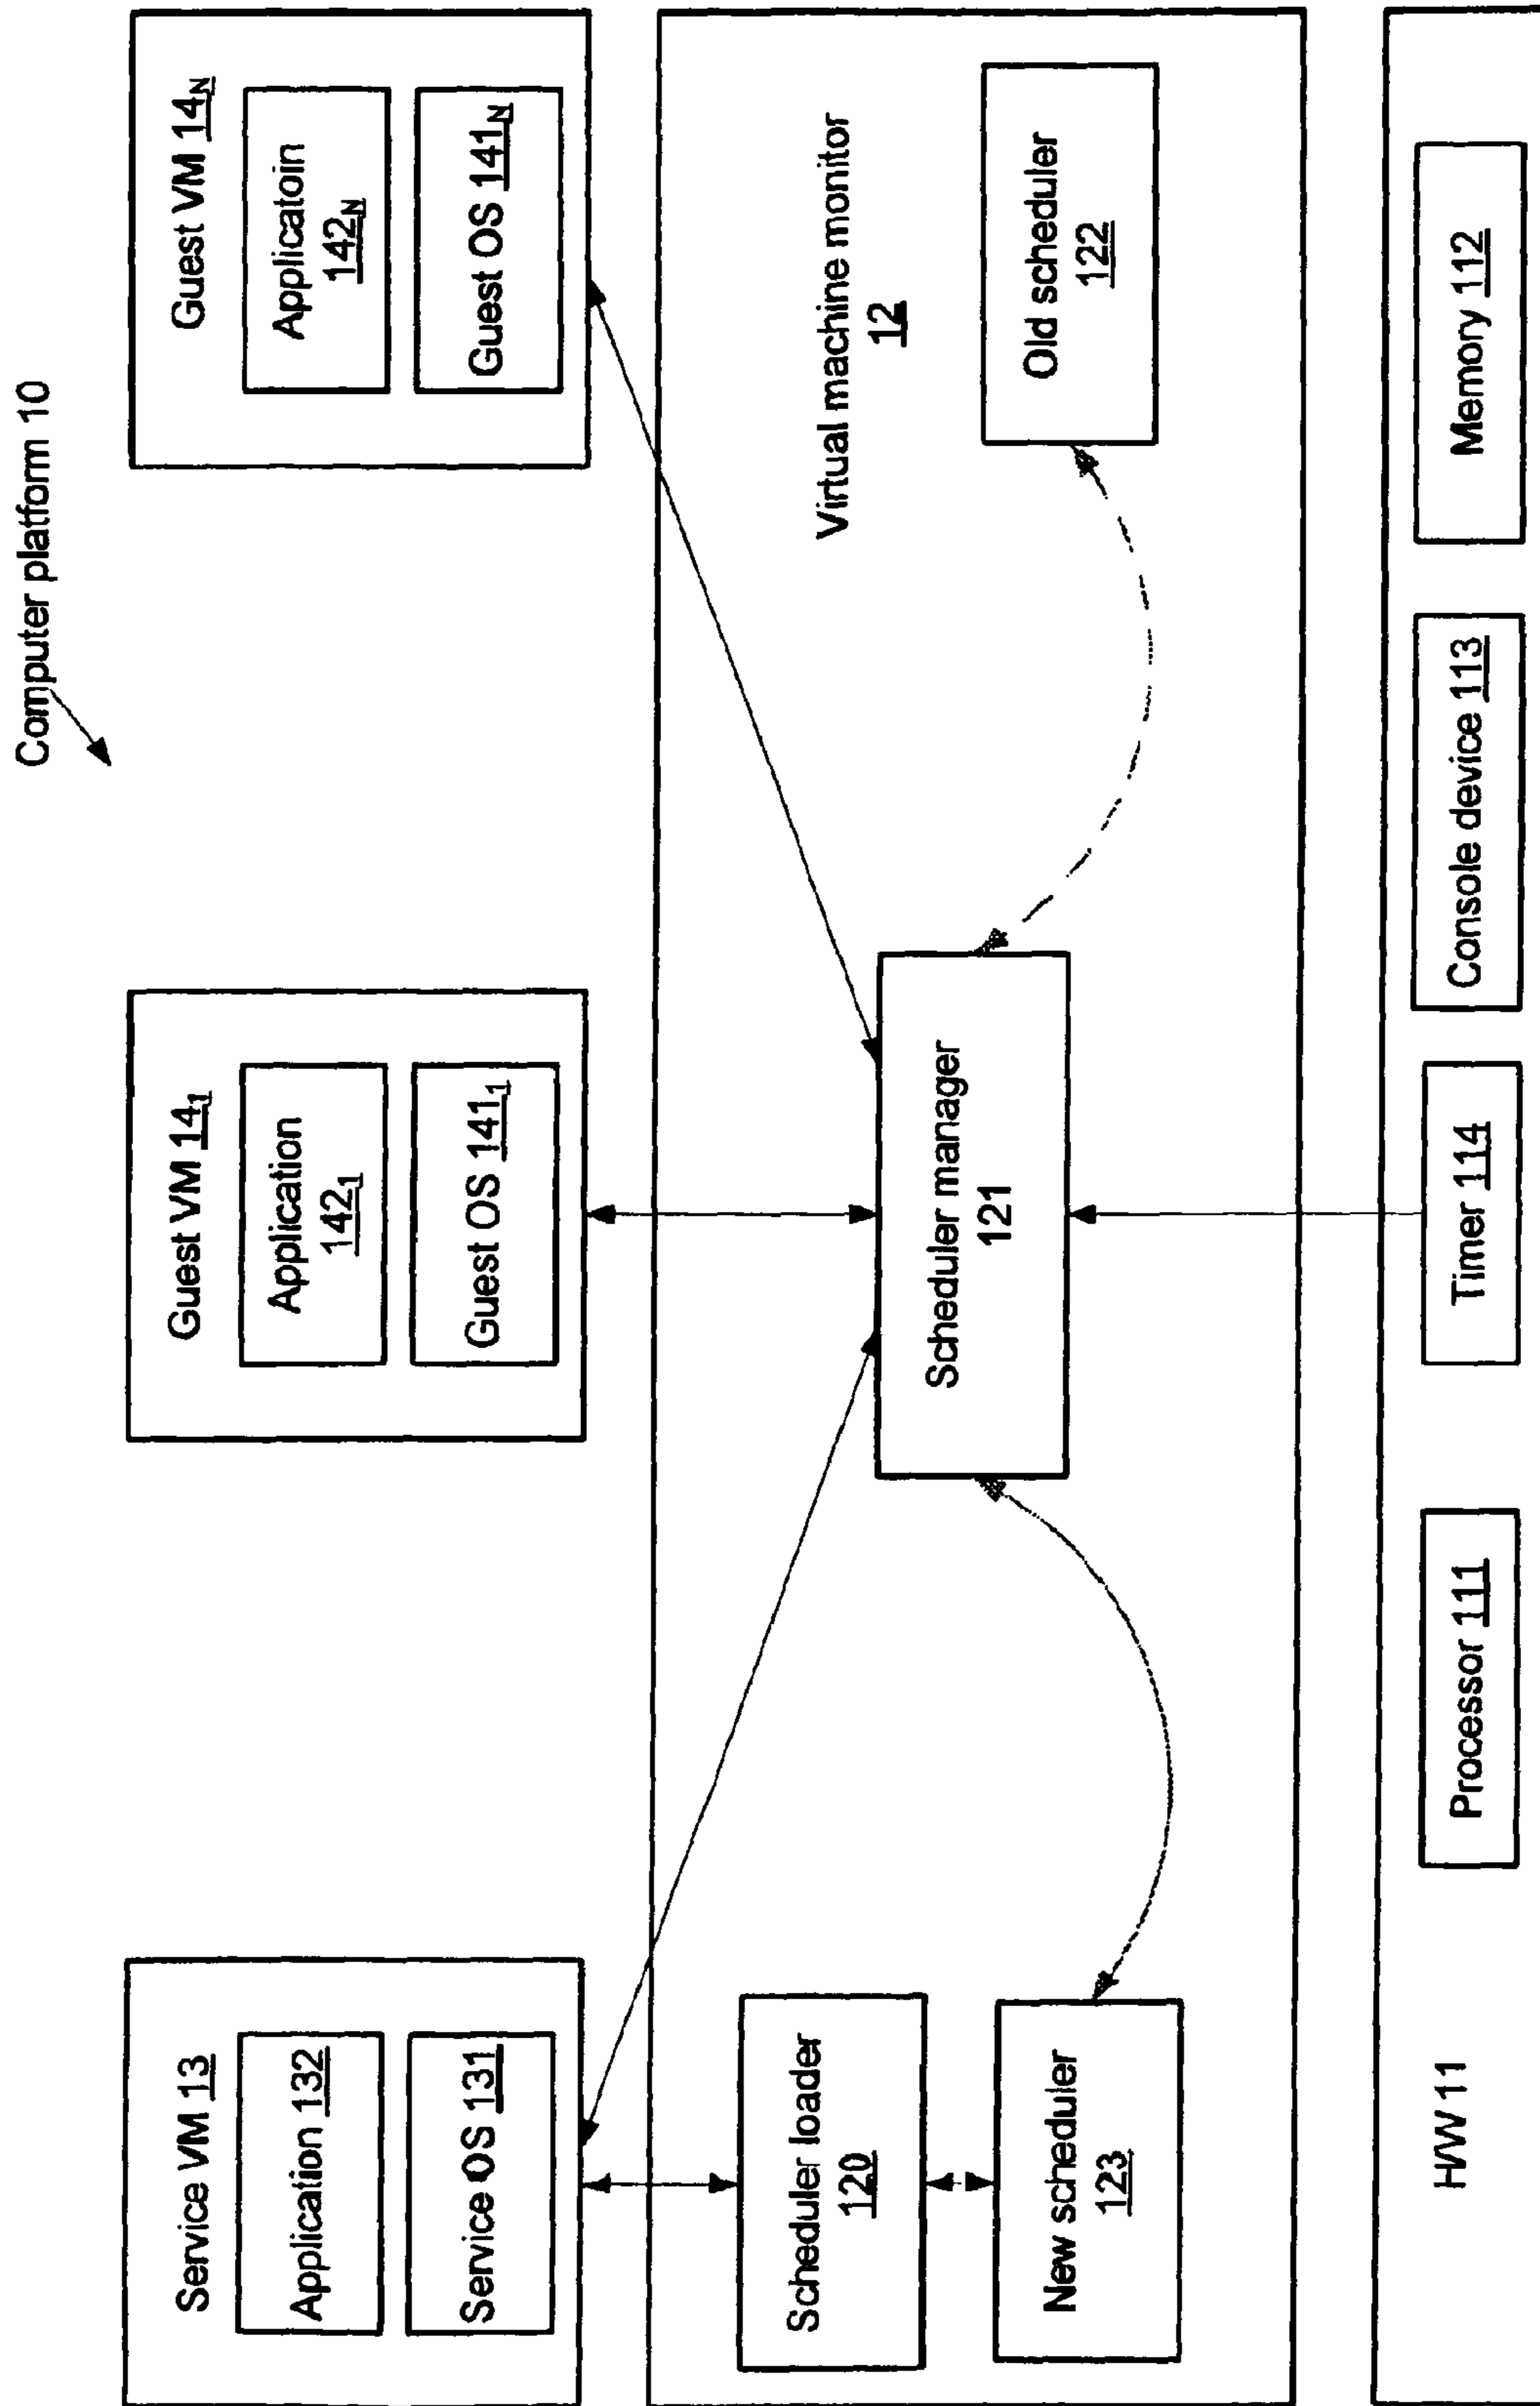 Computer platform 10
Service VM 13
Application 132
Service OS 131
Guest VM 14₁
Application
142₁
Guest OS 141₁
Guest VM 14N
Applicatoin
142N
Guest OS 141N
Virtual machine monitor
12
Scheduler loader
120
New scheduler
123
Scheduler manager
121
Old scheduler
122
HW 11
Processor 111
Timer 114
Console device 113
Memory 112